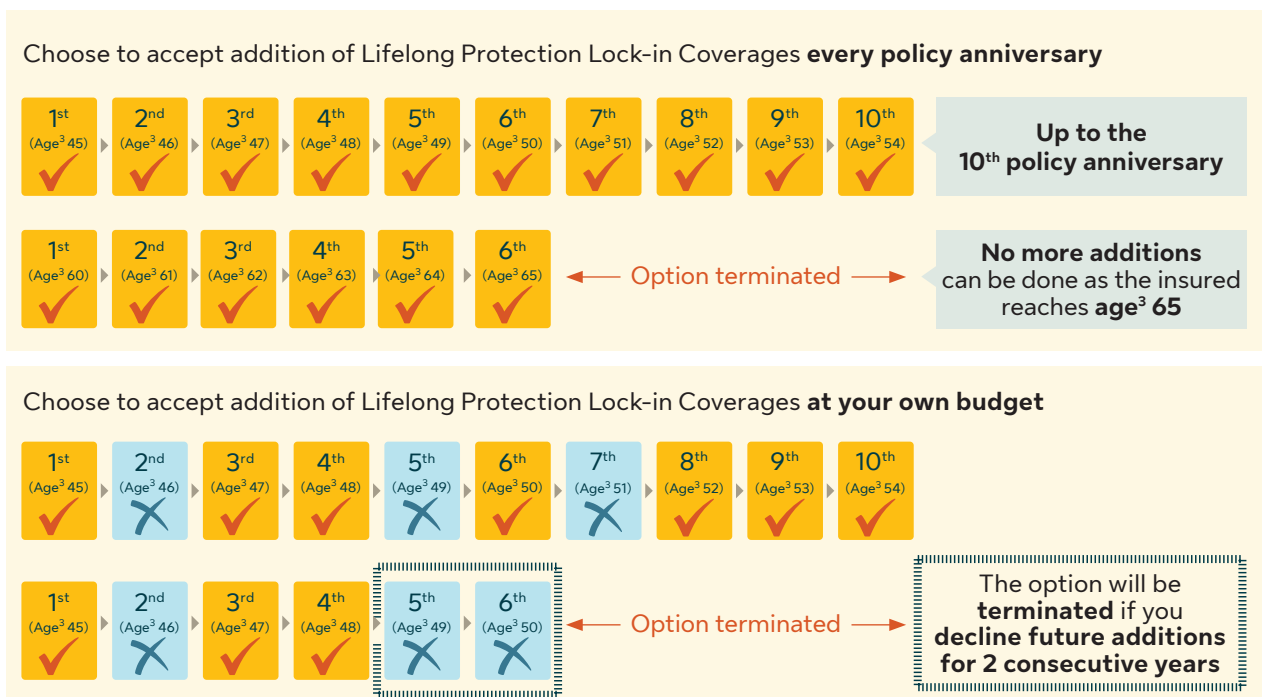 Choose to accept addition of Lifelong Protection Lock-in Coverages every policy anniversary
1st 2nd 3rd 4th 5th 6th 7th 8th 9th 10th
(Age3 45) (Age3 46) (Age3 47) (Age3 48) (Age3 49) (Age3 50) (Age3 51) (Age3 52) (Age3 53) (Age3 54)
Up to the
10th policy anniversary
1st 2nd 3rd 4th 5th 6th
(Age3 60) (Age3 61) (Age3 62) (Age3 63) (Age3 64) (Age3 65)
Option terminated
No more additions
can be done as the insured
reaches age3 65
Choose to accept addition of Lifelong Protection Lock-in Coverages at your own budget
1st 2nd 3rd 4th 5th 6th 7th 8th 9th 10th
(Age3 45) (Age3 46) (Age3 47) (Age3 48) (Age3 49) (Age3 50) (Age3 51) (Age3 52) (Age3 53) (Age3 54)
1st 2nd 3rd 4th 5th 6th
(Age3 45) (Age3 46) (Age3 47) (Age3 48) (Age3 49) (Age3 50)
Option terminated
The option will be
terminated if you
decline future additions
for 2 consecutive years